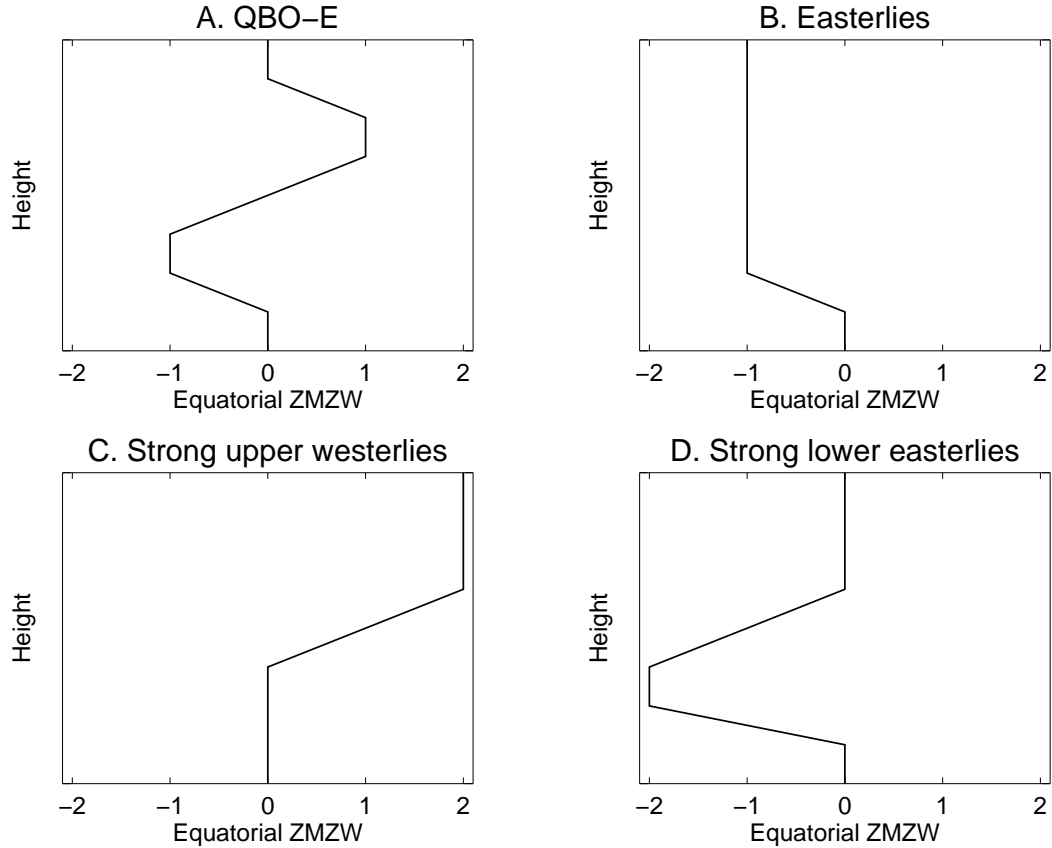 A. QBO−E
Height
−2 −1 0 1 2
Equatorial ZMZW
B. Easterlies
Height
−2 −1 0 1 2
Equatorial ZMZW
C. Strong upper westerlies
Height
−2 −1 0 1 2
Equatorial ZMZW
D. Strong lower easterlies
Height
−2 −1 0 1 2
Equatorial ZMZW